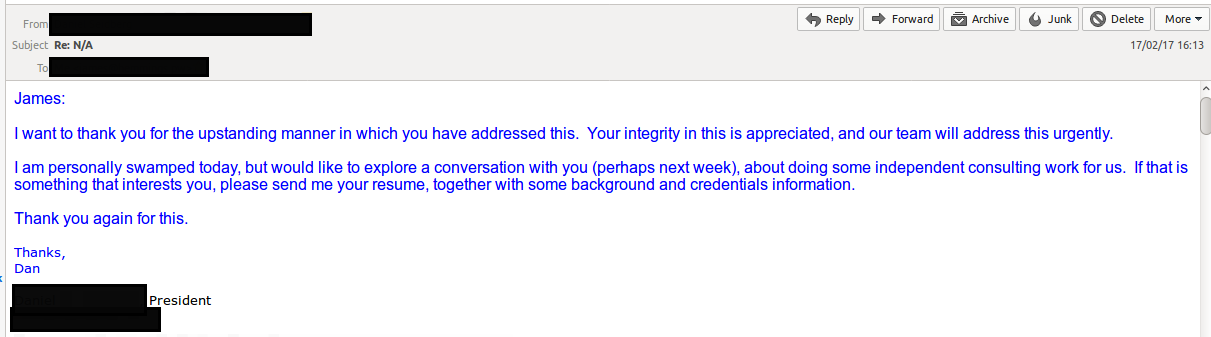 From
Reply Forward Archive Junk Delete More
Subject Re: N/A
17/02/17 16:13
To
James:
I want to thank you for the upstanding manner in which you have addressed this.  Your integrity in this is appreciated, and our team will address this urgently.
I am personally swamped today, but would like to explore a conversation with you (perhaps next week), about doing some independent consulting work for us.  If that is
something that interests you, please send me your resume, together with some background and credentials information.
Thank you again for this.
Thanks,
Dan
President